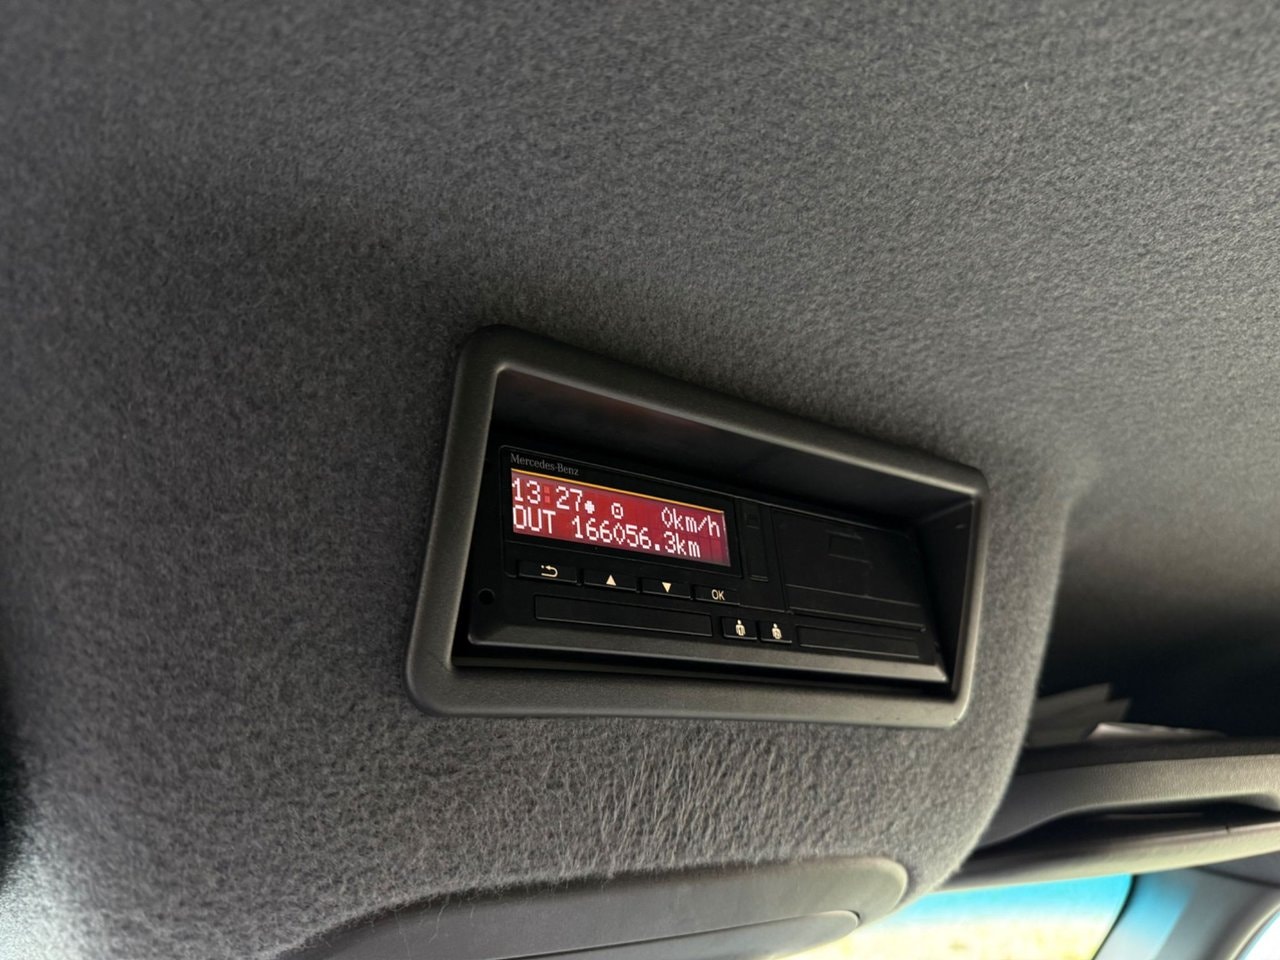 Mercedes-Benz
13:27 0km/h
OUT 166056.3km
OK